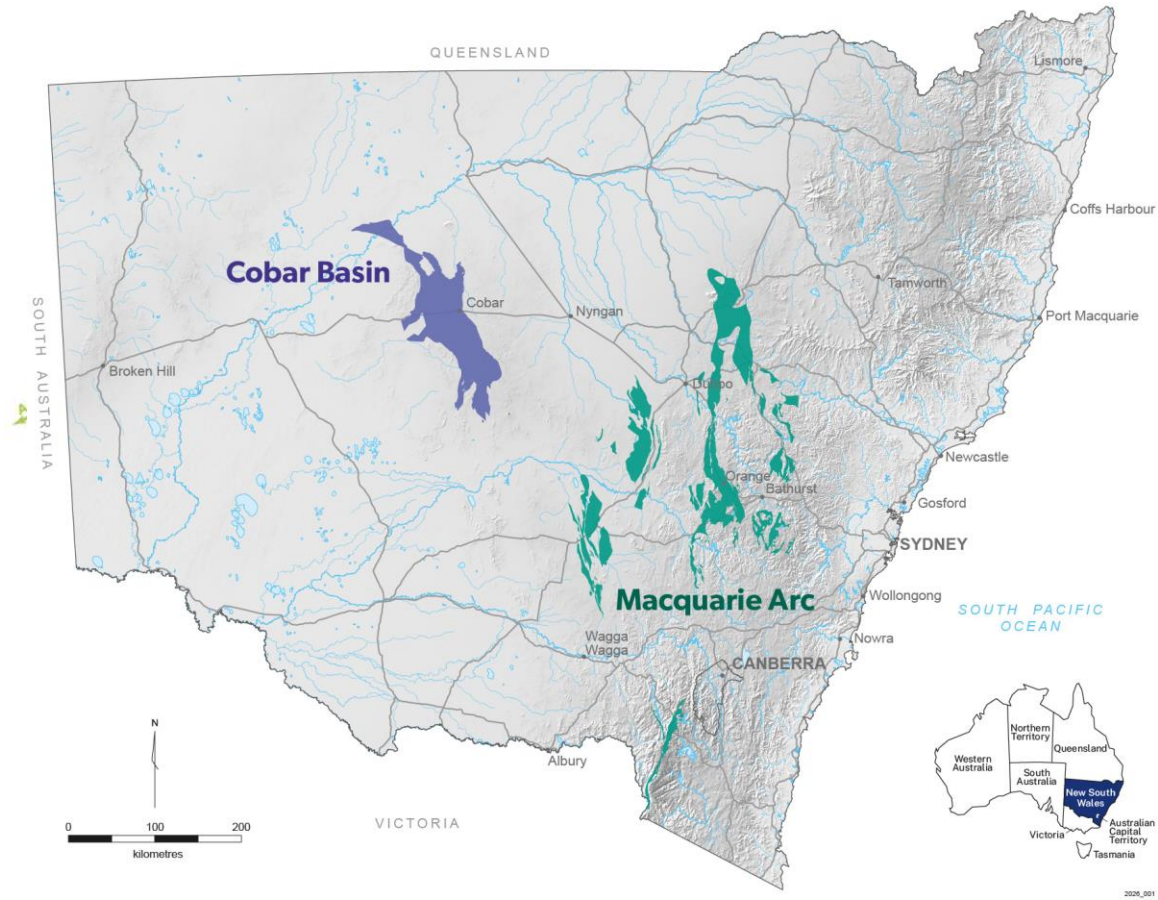 QUEENSLAND
Lismore
Coffs Harbour
Cobar Basin
Tamworth
Cobar
Nyngan
Port Macquarie
SOUTH AUSTRALIA
Broken Hill
Dubbo
Newcastle
Orange
Bathurst
Gosford
SYDNEY
Macquarie Arc
Wollongong
SOUTH PACIFIC
OCEAN
Wagga
Wagga
Nowra
CANBERRA
N
Albury
VICTORIA
0 100 200
kilometres
Northern
Territory
Queensland
Western
Australia
South
Australia
New South
Wales
Victoria
Australian
Capital
Territory
Tasmania
2026_001